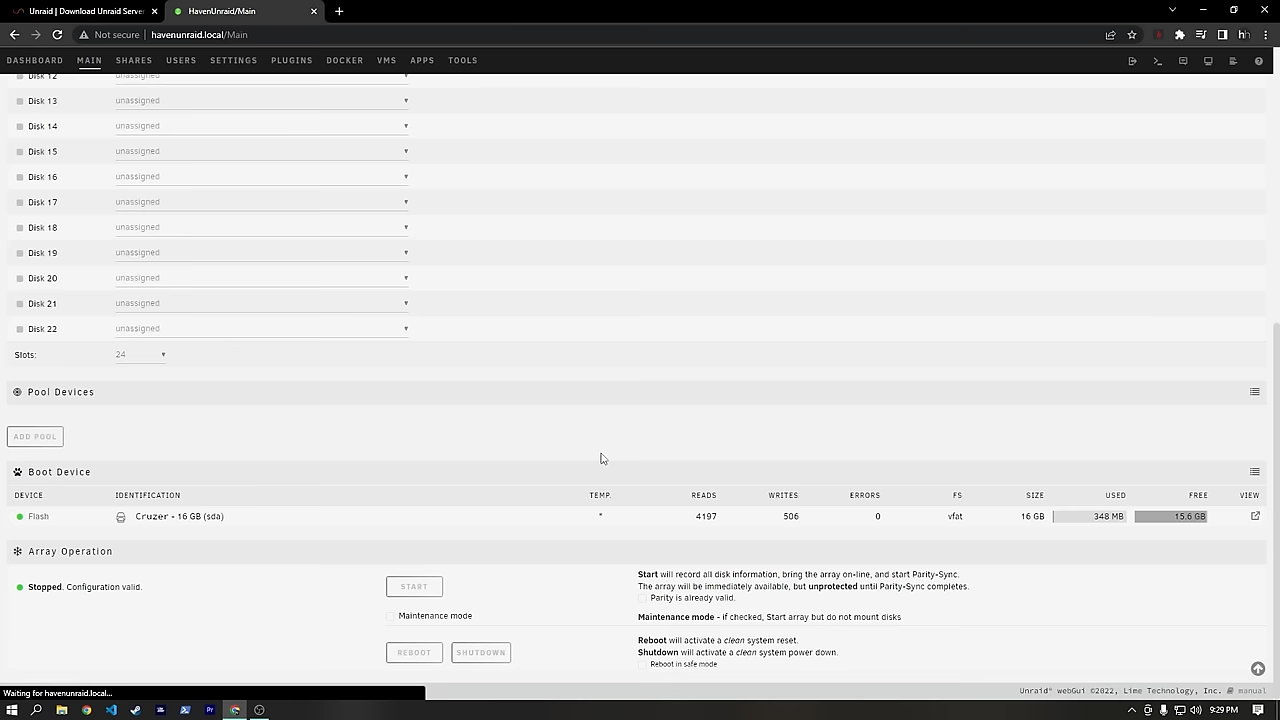 Unraid | Download Unraid Server
HavenUnraid/Main
Not secure
havenunraid.local/Main
DASHBOARD MAIN SHARES USERS SETTINGS PLUGINS DOCKER VMS APPS TOOLS
Disk 12 unassigned
Disk 13 unassigned
Disk 14 unassigned
Disk 15 unassigned
Disk 16 unassigned
Disk 17 unassigned
Disk 18 unassigned
Disk 19 unassigned
Disk 20 unassigned
Disk 21 unassigned
Disk 22 unassigned
Slots: 24
Pool Devices
ADD POOL
Boot Device
DEVICE IDENTIFICATION TEMP. READS WRITES ERRORS FS SIZE USED FREE VIEW
Flash Cruzer - 16 GB (sda) * 4197 506 0 vfat 16 GB 348 MB 15.6 GB
Array Operation
Stopped. Configuration valid.
START
Start will record all disk information, bring the array on-line, and start Parity-Sync.
The array will be immediately available, but unprotected until Parity-Sync completes.
Parity is already valid.
Maintenance mode
Maintenance mode - if checked, Start array but do not mount disks
REBOOT SHUTDOWN
Reboot will activate a clean system reset.
Shutdown will activate a clean system power down.
Reboot in safe mode
Waiting for havenunraid.local...
Unraid® webGui ©2022, Lime Technology, Inc. manual
9:29 PM